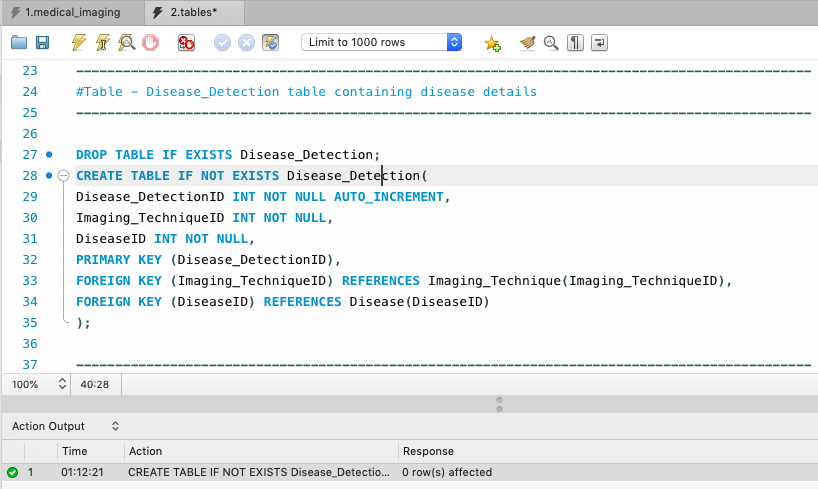 1.medical_imaging
2.tables*
Limit to 1000 rows
23 ----------------------------------------------------------------------------------------------
24 #Table - Disease_Detection table containing disease details
25 ----------------------------------------------------------------------------------------------
26
27 DROP TABLE IF EXISTS Disease_Detection;
28 CREATE TABLE IF NOT EXISTS Disease_Detection(
29 Disease_DetectionID INT NOT NULL AUTO_INCREMENT,
30 Imaging_TechniqueID INT NOT NULL,
31 DiseaseID INT NOT NULL,
32 PRIMARY KEY (Disease_DetectionID),
33 FOREIGN KEY (Imaging_TechniqueID) REFERENCES Imaging_Technique(Imaging_TechniqueID),
34 FOREIGN KEY (DiseaseID) REFERENCES Disease(DiseaseID)
35 );
36
37 ----------------------------------------------------------------------------------------------
100% 40:28
Action Output
Time Action Response
1 01:12:21 CREATE TABLE IF NOT EXISTS Disease_Detectio... 0 row(s) affected